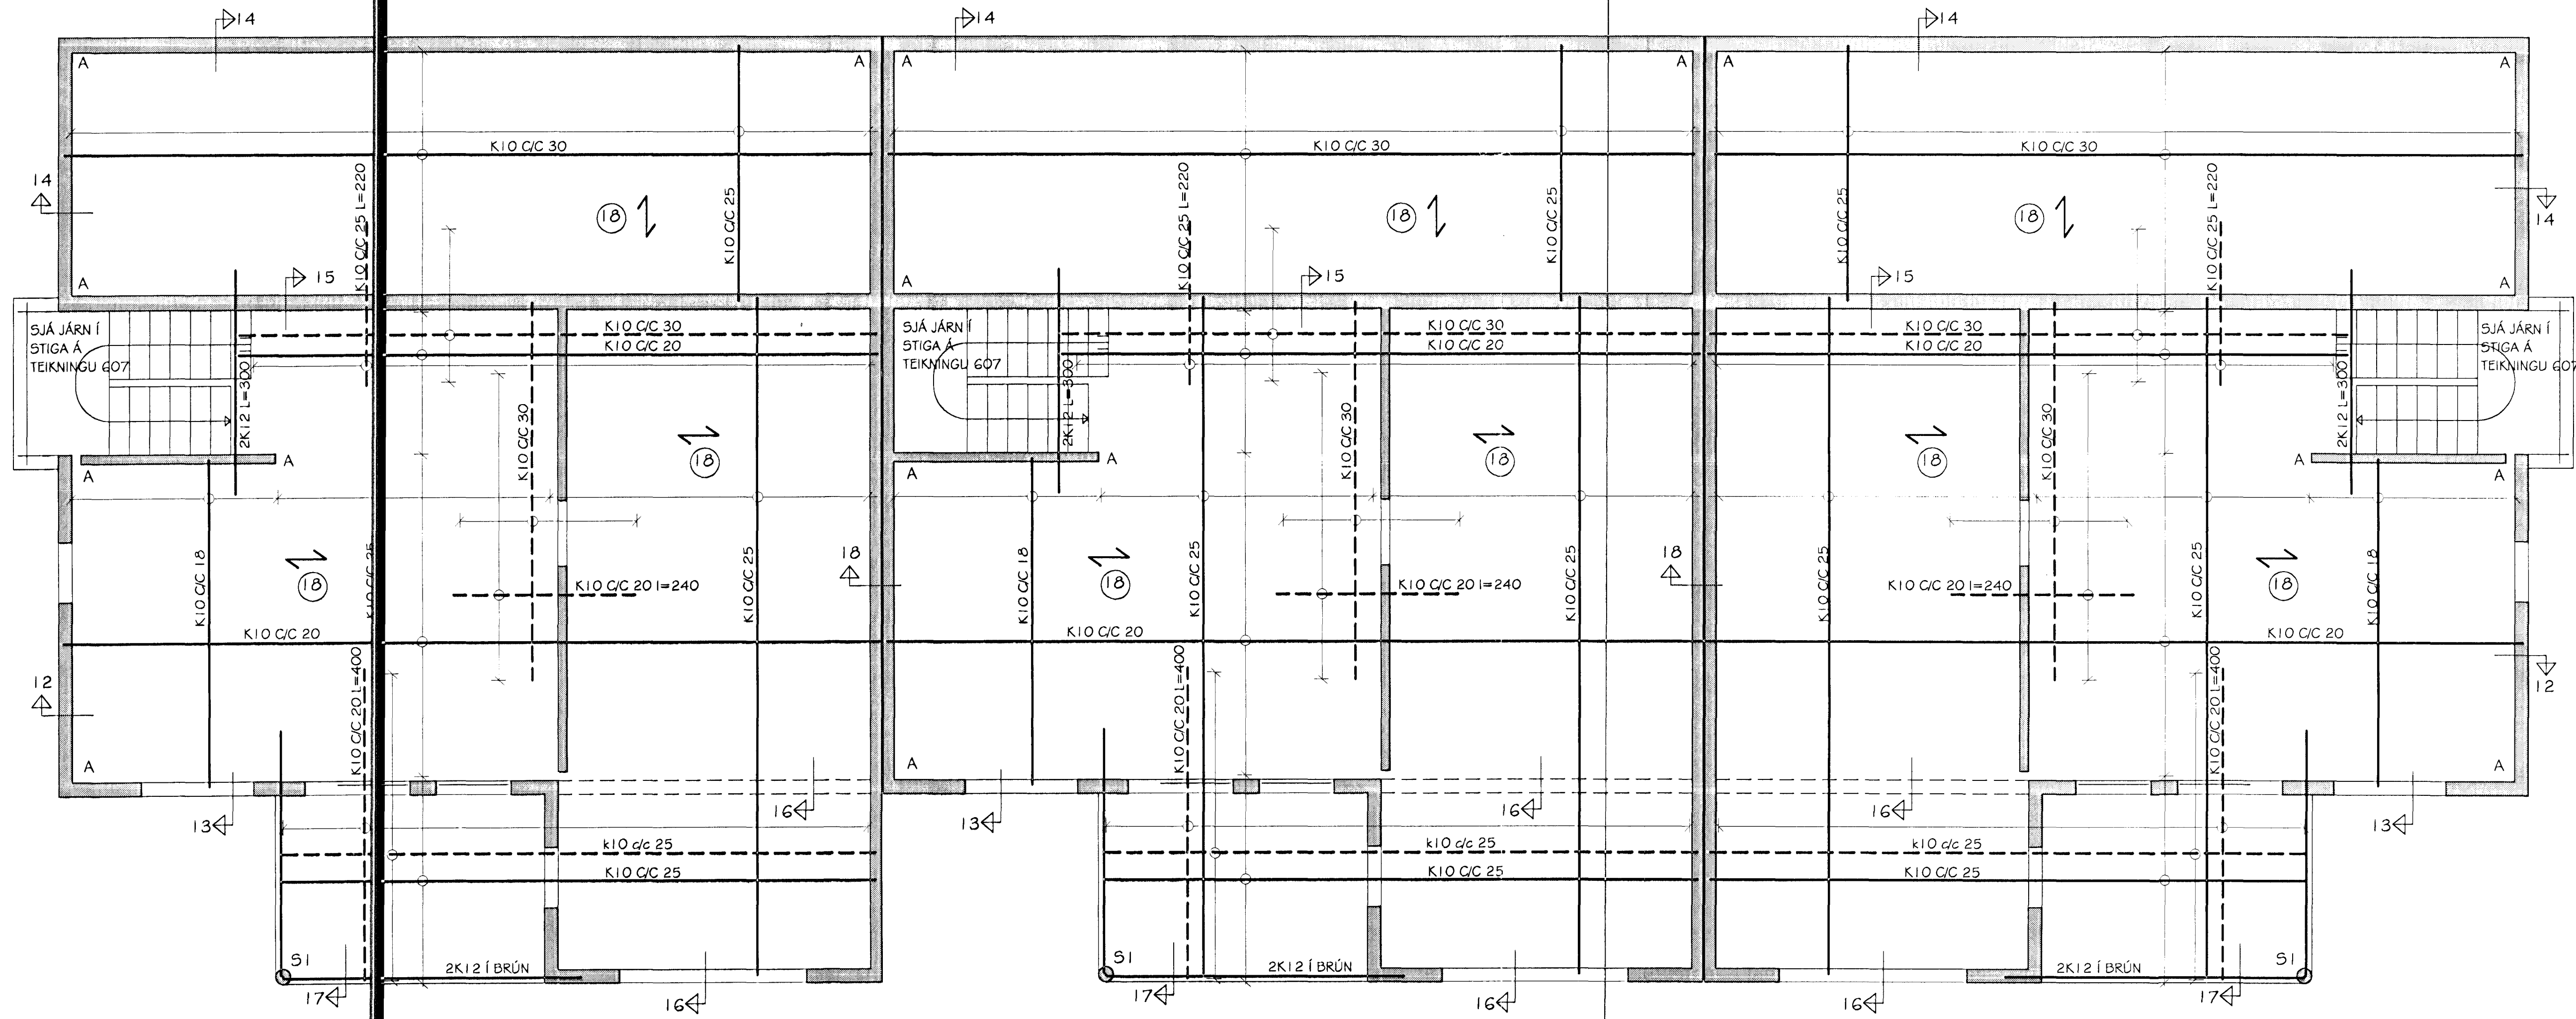 14
14
14
A
A
A
A
A
A
K10 C/C 30
K10 C/C 30
K10 C/C 30
14
K10 C/C 25 L=220
18
K10 C/C 25
K10 C/C 25 L=220
18
K10 C/C 25
K10 C/C 25
18
K10 C/C 25 L=220
14
A
A
A
15
15
15
SJÁ JÁRN Í
STIGA Á
TEIKNINGU 607
SJÁ JÁRN Í
STIGA Á
TEIKNINGU 607
SJÁ JÁRN Í
STIGA Á
TEIKNINGU 607
K10 C/C 30
K10 C/C 20
K10 C/C 30
K10 C/C 20
K10 C/C 30
K10 C/C 20
2K12 L=300
K10 C/C 30
18
2K12 L=300
K10 C/C 30
18
18
K10 C/C 30
2K12 L=300
A
A
A
A
A
K10 C/C 18
18
K10 C/C 25
K10 C/C 20 l=240
K10 C/C 25
18
K10 C/C 18
18
K10 C/C 25
K10 C/C 20 l=240
K10 C/C 25
18
K10 C/C 25
K10 C/C 20 l=240
K10 C/C 25
18
K10 C/C 18
K10 C/C 20
K10 C/C 20
K10 C/C 20
12
K10 C/C 20 L=400
K10 C/C 20 L=400
K10 C/C 20 L=400
12
A
A
A
13
16
13
16
16
13
k10 c/c 25
K10 C/C 25
k10 c/c 25
K10 C/C 25
k10 c/c 25
K10 C/C 25
S1
2K12 Í BRÚN
S1
2K12 Í BRÚN
2K12 Í BRÚN
S1
17
16
17
16
16
17